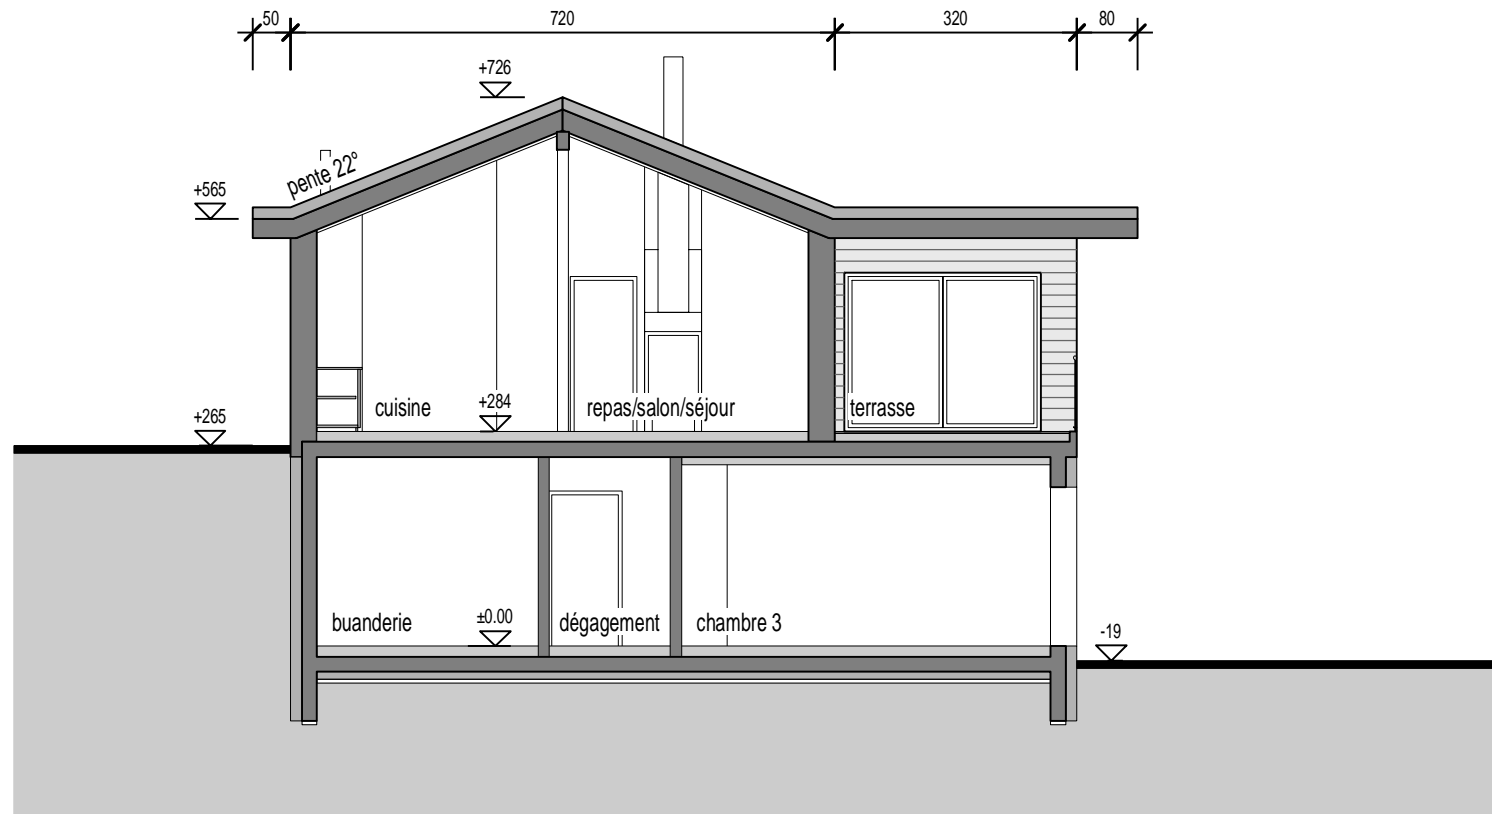 50 720 320 80
+726
pente 22°
+565
+265
cuisine +284 repas/salon/séjour terrasse
buanderie ±0.00 dégagement chambre 3
-19